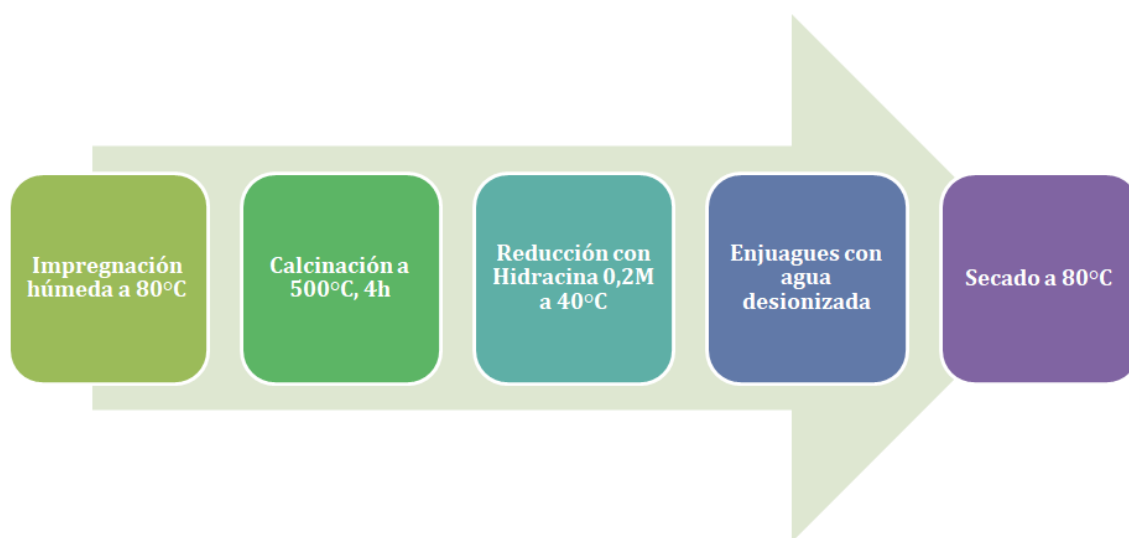 Impregnación
húmeda a 80°C
Calcinación a
500°C, 4h
Reducción con
Hidracina 0,2M
a 40°C
Enjuagues con
agua
desionizada
Secado a 80°C